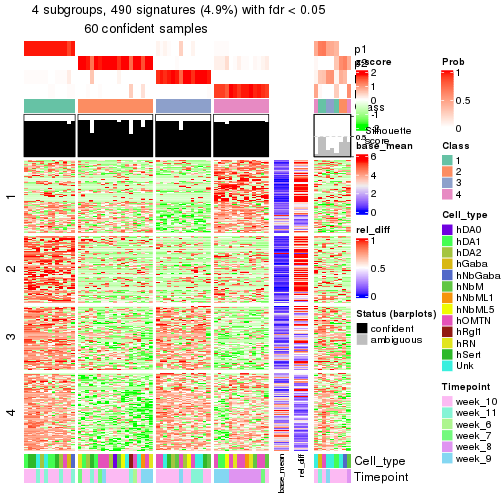 4 subgroups, 490 signatures (4.9%) with fdr < 0.05
60 confident samples
p1
z_score
2
1
0
-1
-2
Silhouette
score
base_mean
6
4
2
0
rel_diff
1
0.5
0
Status (barplots)
confident
ambiguous
Prob
1
0.5
0
Class
1
2
3
4
Cell_type
hDA0
hDA1
hDA2
hGaba
hNbGaba
hNbM
hNbML1
hNbML5
hOMTN
hRgl1
hRN
hSert
Unk
Timepoint
week_10
week_11
week_6
week_7
week_8
week_9
1
2
3
4
Cell_type
Timepoint
base_mean
rel_diff